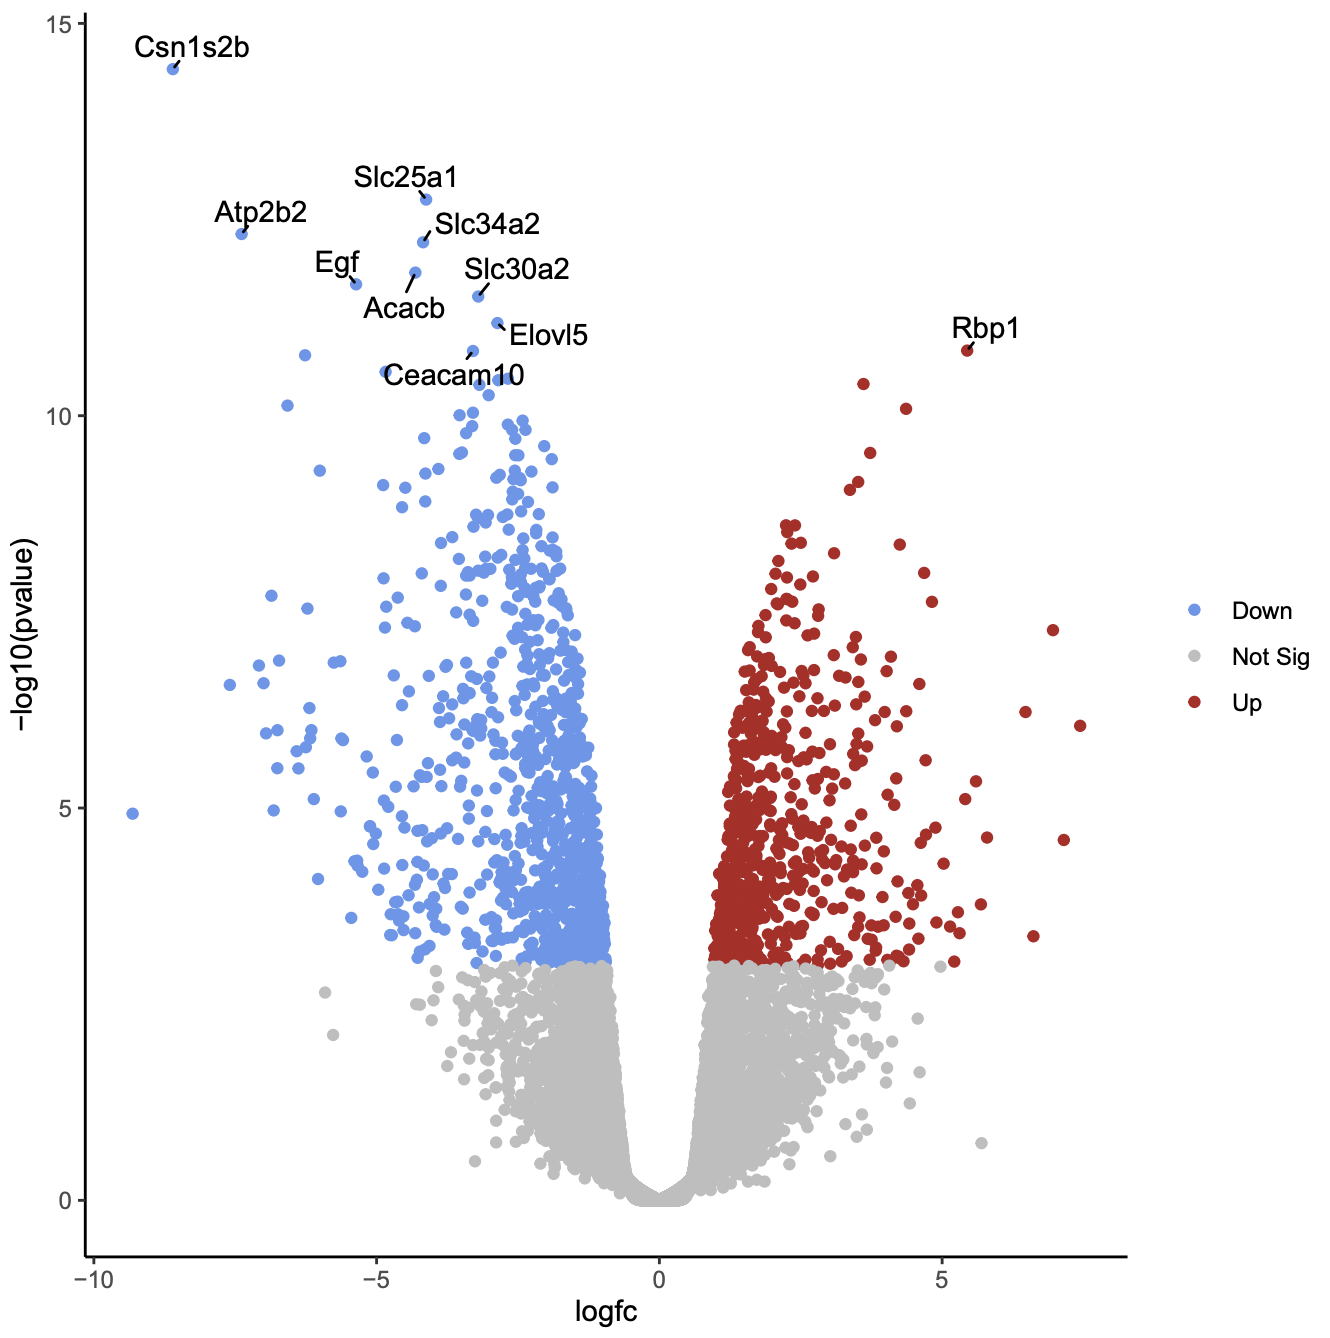 15
Csn1s2b
Slc25a1
Atp2b2
Slc34a2
Egf
Slc30a2
Acacb
Rbp1
Elovl5
Ceacam10
10
−log10(pvalue)
Down
Not Sig
Up
5
0
−10
−5
0
5
logfc